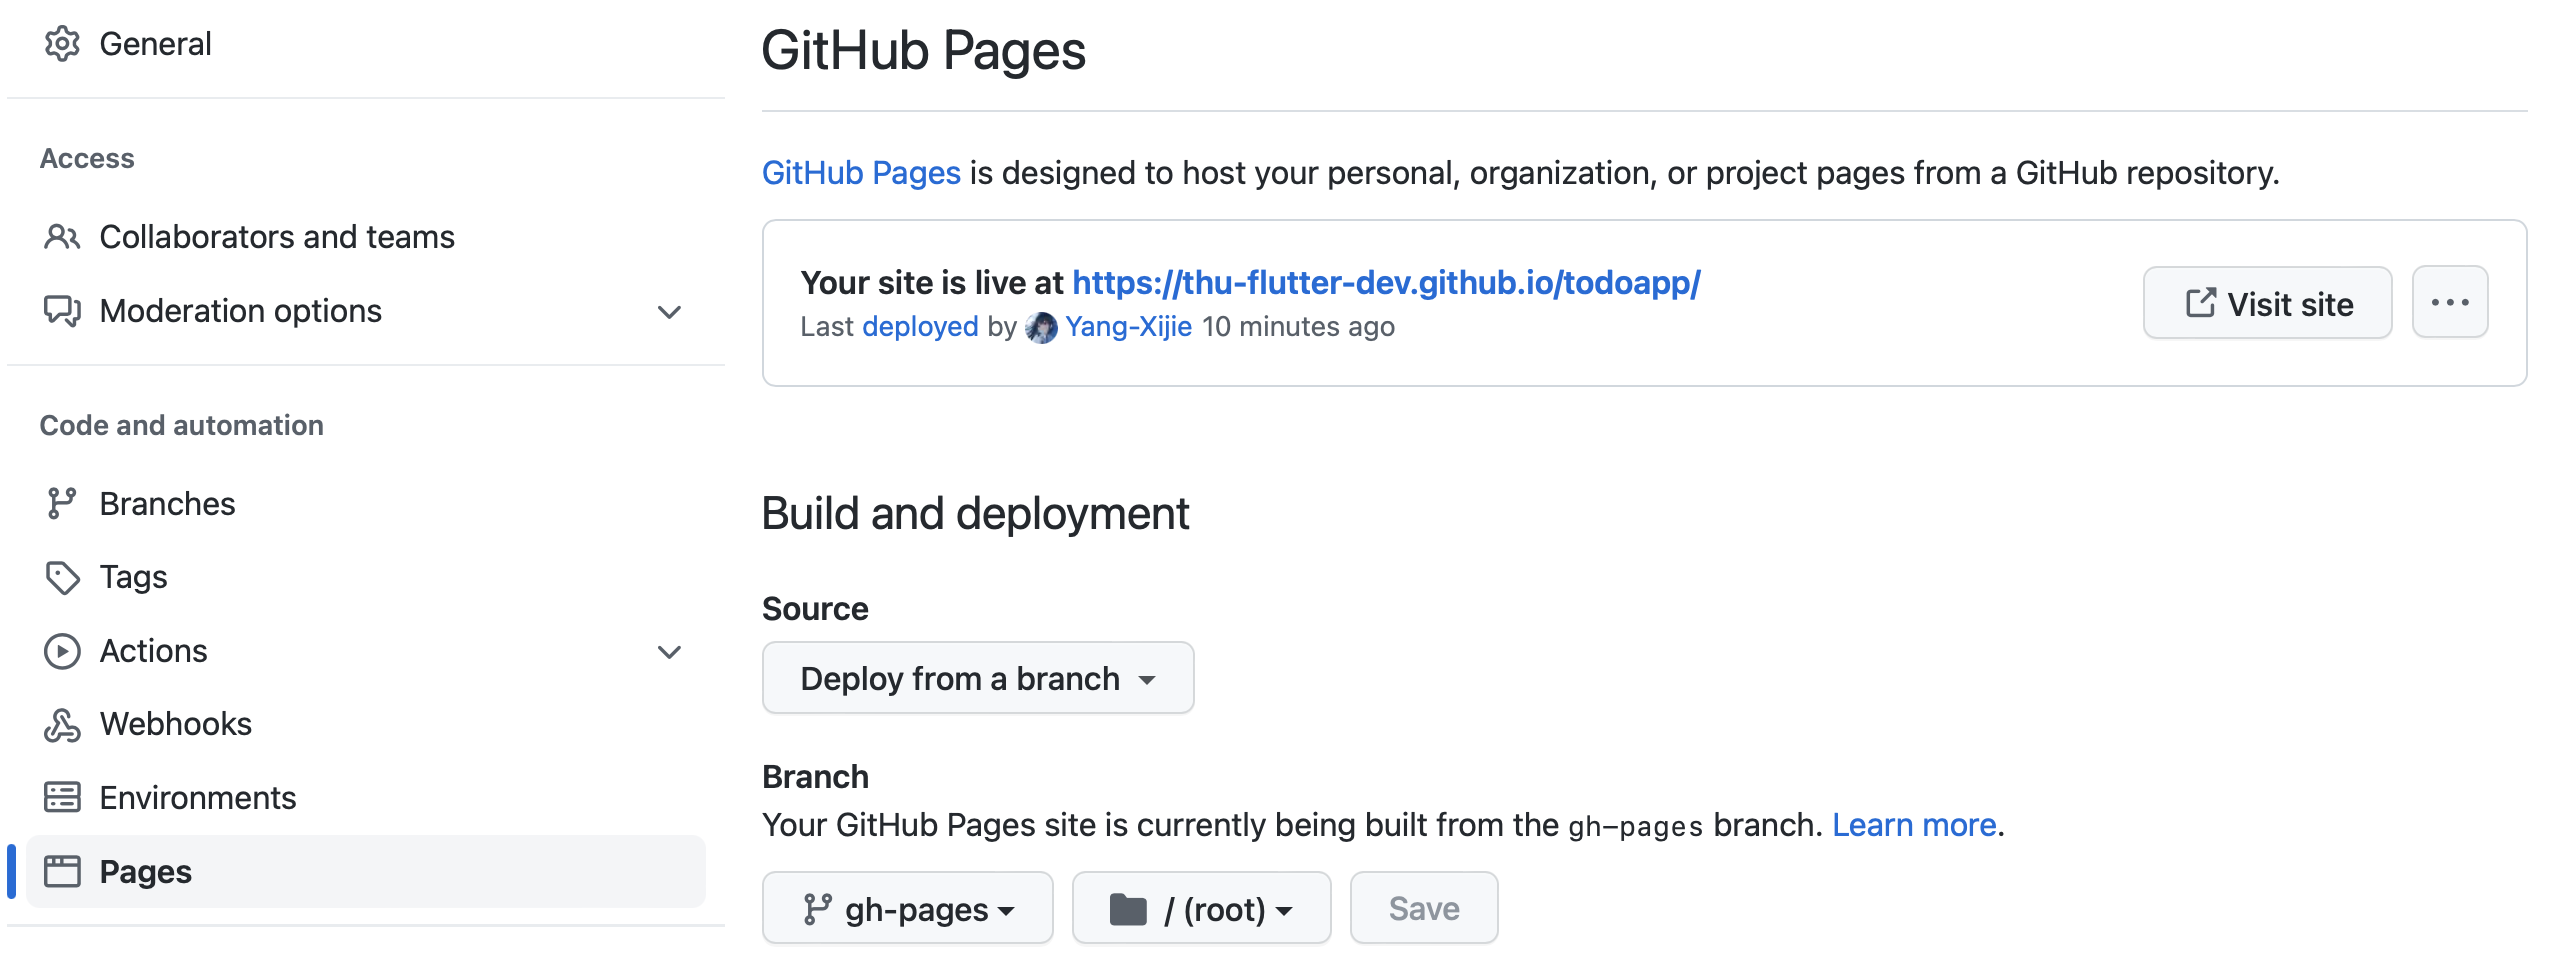 General
Access
Collaborators and teams
Moderation options
Code and automation
Branches
Tags
Actions
Webhooks
Environments
Pages
GitHub Pages
GitHub Pages is designed to host your personal, organization, or project pages from a GitHub repository.
Your site is live at https://thu-flutter-dev.github.io/todoapp/
Last deployed by Yang-Xijie 10 minutes ago
Visit site
...
Build and deployment
Source
Deploy from a branch
Branch
Your GitHub Pages site is currently being built from the gh-pages branch. Learn more.
gh-pages
/ (root)
Save